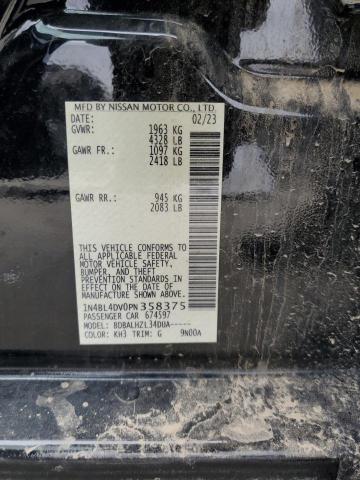 MFD BY NISSAN MOTOR CO., LTD.
DATE: 02/23
GVWR: 1963 KG
4328 LB
GAWR FR.: 1097 KG
2418 LB
GAWR RR.: 945 KG
2083 LB
THIS VEHICLE CONFORMS TO
ALL APPLICABLE FEDERAL
MOTOR VEHICLE SAFETY,
BUMPER, AND THEFT
PREVENTION STANDARDS IN
EFFECT ON THE DATE OF
MANUFACTURE SHOWN ABOVE.
1N4BL4DV0PN358375
PASSENGER CAR 674597
MODEL: BDBALHZL34DUA-----
COLOR: KH3 TRIM: G 9N00A